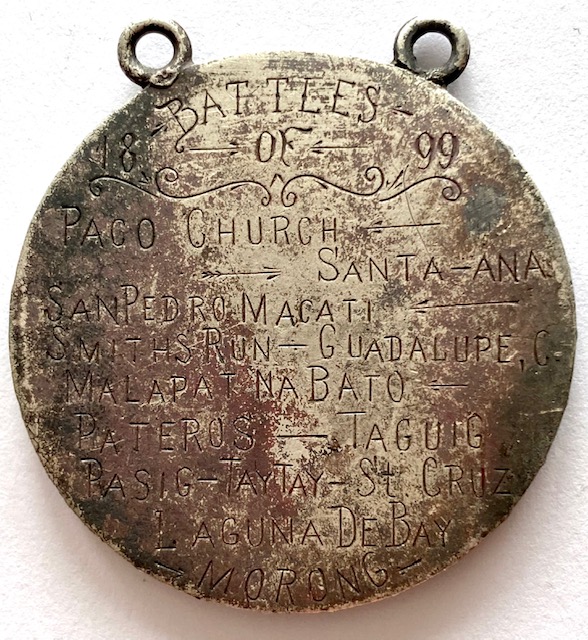 BATTLES
18 OF 99
PACO CHURCH
SANTA-ANA
SAN PEDRO MACATI
SMITHS RUN - GUADALUPE, C.
MALAPAT NA BATO
PATEROS — TAGUIG
PASIG-TAYTAY-St CRUZ
LAGUNA DE BAY
-MORONG-